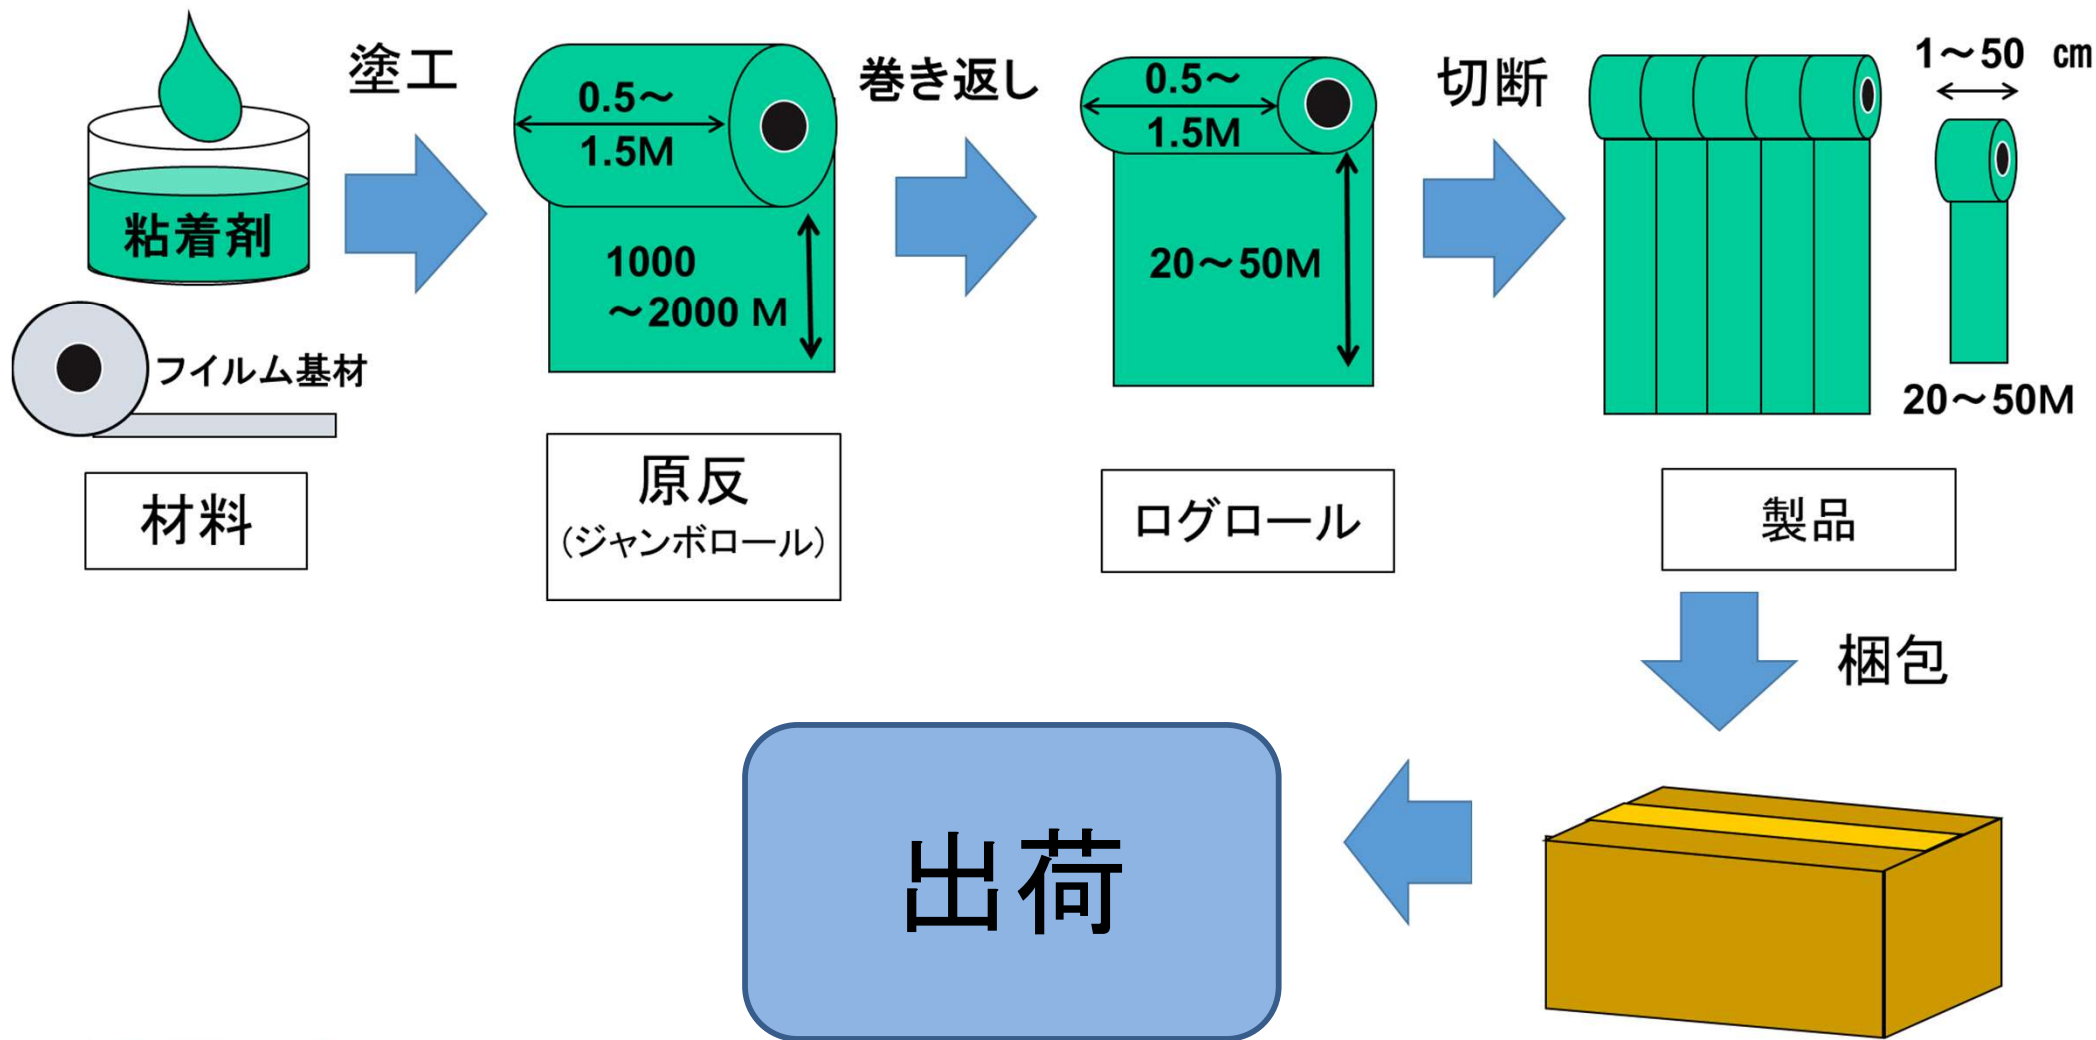 塗工
粘着剤
フイルム基材
材料
0.5～
1.5M
1000
～2000 M
原反
（ジャンボロール）
巻き返し
0.5～
1.5M
20～50M
ログロール
切断
1～50 ㎝
20～50M
製品
梱包
出荷